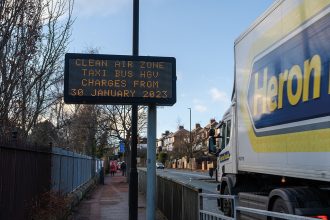 CLEAN AIR ZONE
TAXI BUS HGV
CHARGES FROM
30 JANUARY 2023
Heron